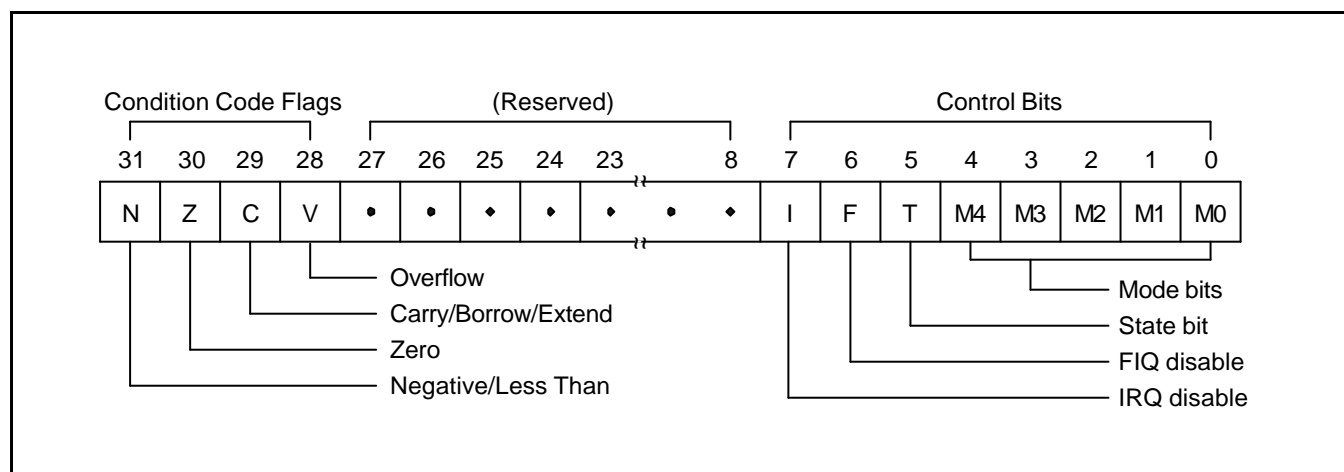 Condition Code Flags (Reserved) Control Bits
31 30 29 28 27 26 25 24 23 8 7 6 5 4 3 2 1 0
N Z C V I F T M4 M3 M2 M1 M0
Overflow
Carry/Borrow/Extend
Zero
Negative/Less Than
Mode bits
State bit
FIQ disable
IRQ disable